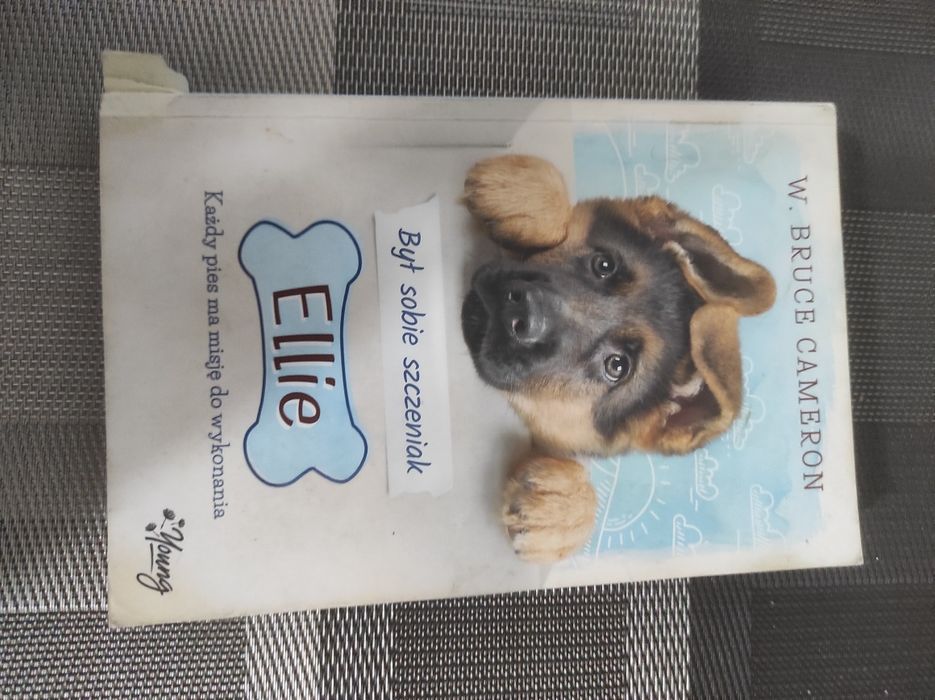 W. BRUCE CAMERON
Był sobie szczeniak
Ellie
Każdy pies ma misję do wykonania
Young